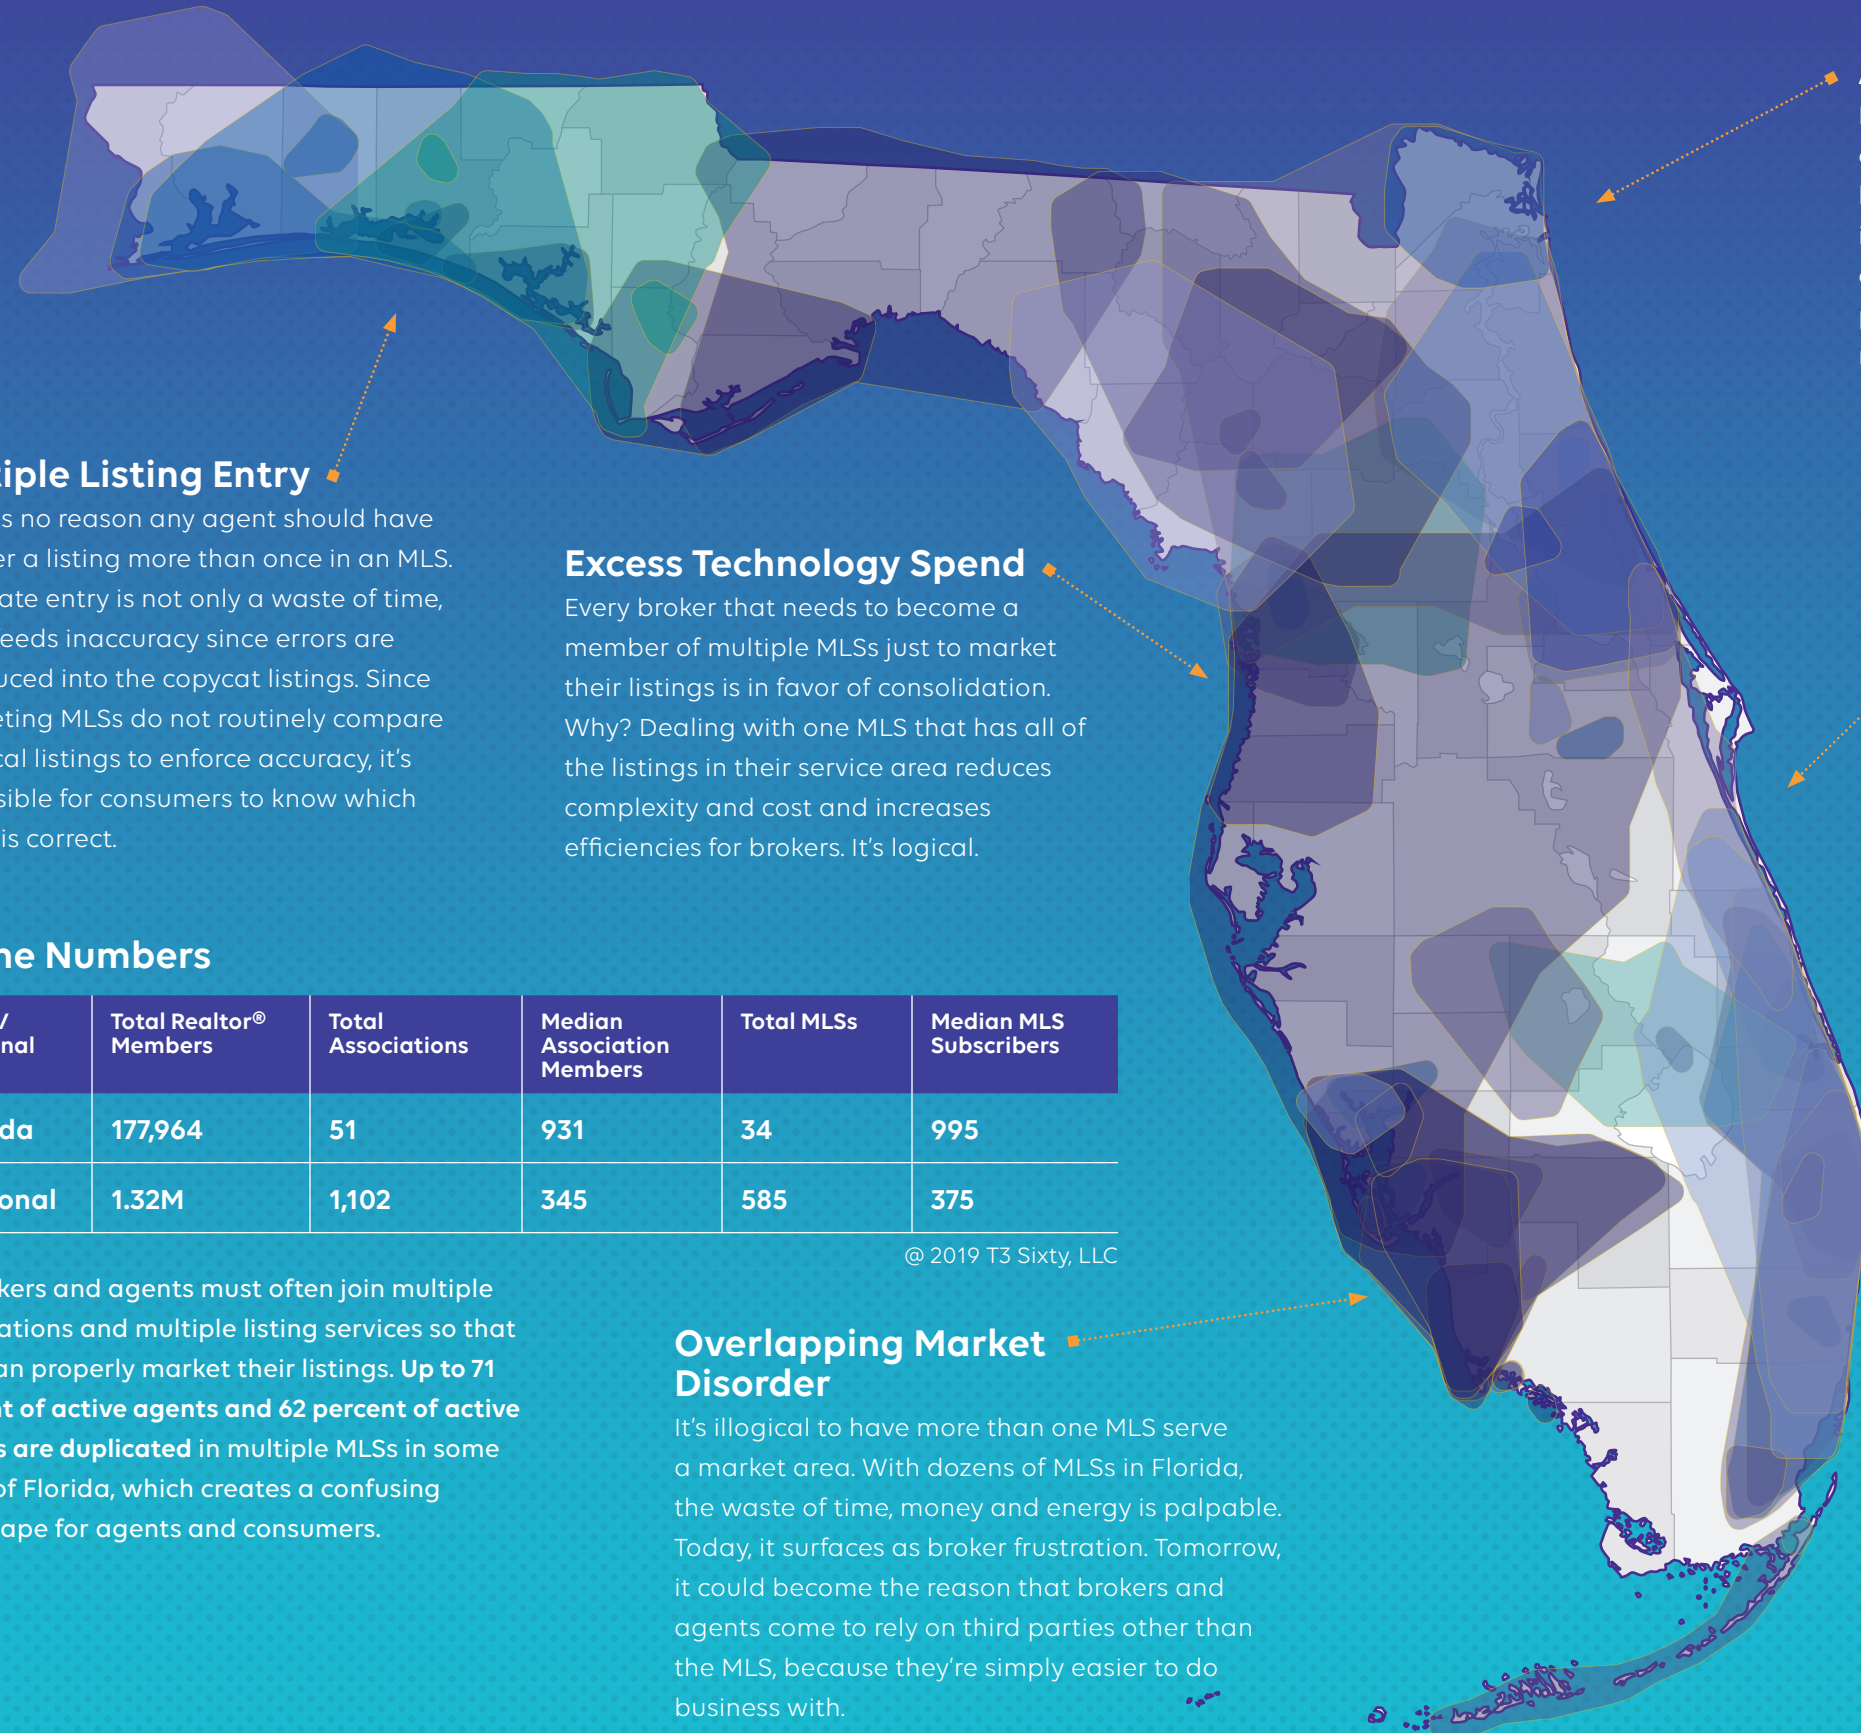 tiple Listing Entry
s no reason any agent should have
er a listing more than once in an MLS.
ate entry is not only a waste of time,
eeds inaccuracy since errors are
uced into the copycat listings. Since
eting MLSs do not routinely compare
cal listings to enforce accuracy, it's
sible for consumers to know which
is correct.
Excess Technology Spend
Every broker that needs to become a
member of multiple MLSs just to market
their listings is in favor of consolidation.
Why? Dealing with one MLS that has all of
the listings in their service area reduces
complexity and cost and increases
efficiencies for brokers. It's logical.
he Numbers
/
nal
Total Realtor®
Members
Total
Associations
Median
Association
Members
Total MLSs
Median MLS
Subscribers
da 177,964 51 931 34 995
onal 1.32M 1,102 345 585 375
@ 2019 T3 Sixty, LLC
kers and agents must often join multiple
ations and multiple listing services so that
an properly market their listings. Up to 71
nt of active agents and 62 percent of active
s are duplicated in multiple MLSs in some
of Florida, which creates a confusing
ape for agents and consumers.
Overlapping Market
Disorder
It's illogical to have more than one MLS serve
a market area. With dozens of MLSs in Florida,
the waste of time, money and energy is palpable.
Today, it surfaces as broker frustration. Tomorrow,
it could become the reason that brokers and
agents come to rely on third parties other than
the MLS, because they're simply easier to do
business with.